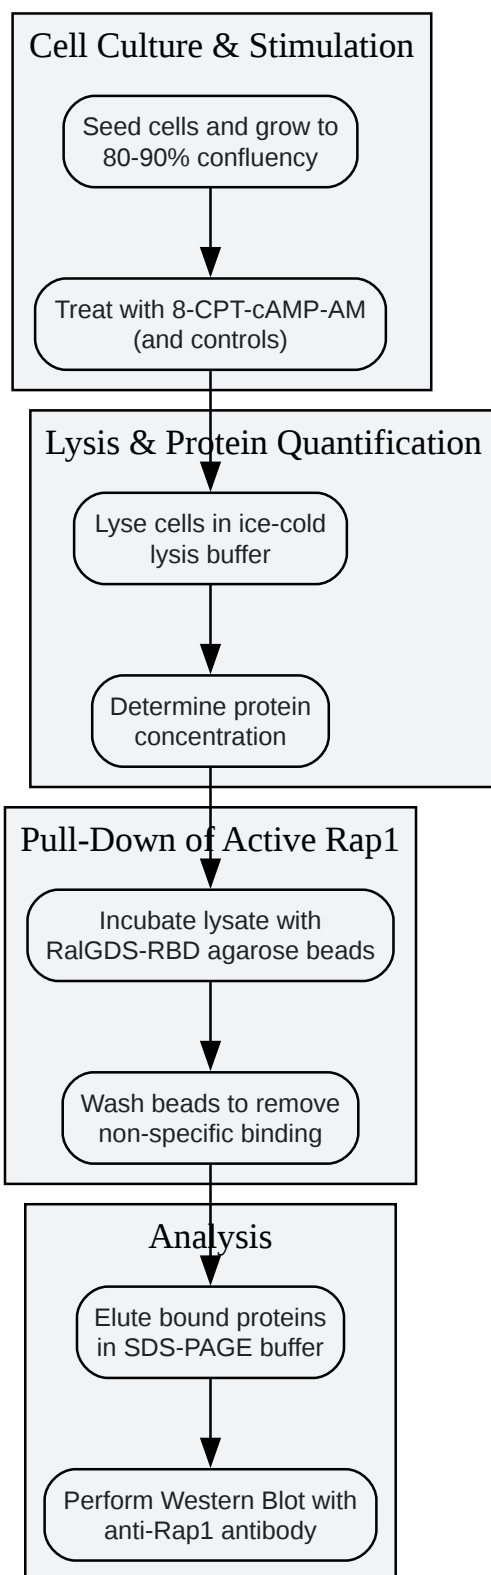 Cell Culture & Stimulation
Seed cells and grow to
80-90% confluency
Treat with 8-CPT-cAMP-AM
(and controls)
Lysis & Protein Quantification
Lyse cells in ice-cold
lysis buffer
Determine protein
concentration
Pull-Down of Active Rap1
Incubate lysate with
RalGDS-RBD agarose beads
Wash beads to remove
non-specific binding
Analysis
Elute bound proteins
in SDS-PAGE buffer
Perform Western Blot with
anti-Rap1 antibody